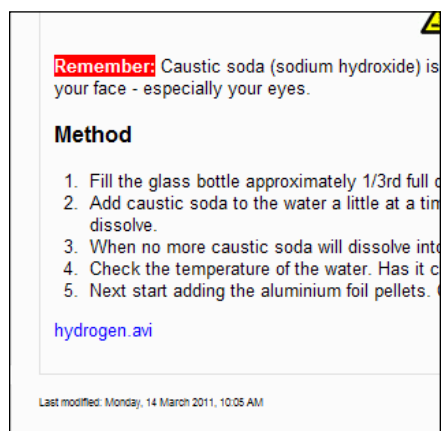 Remember: Caustic soda (sodium hydroxide) is
your face - especially your eyes.
Method
1. Fill the glass bottle approximately 1/3rd full
2. Add caustic soda to the water a little at a
dissolve.
3. When no more caustic soda will dissolve
4. Check the temperature of the water. Has it
5. Next start adding the aluminium foil pellets.
hydrogen.avi
Last modified: Monday, 14 March 2011, 10:05 AM